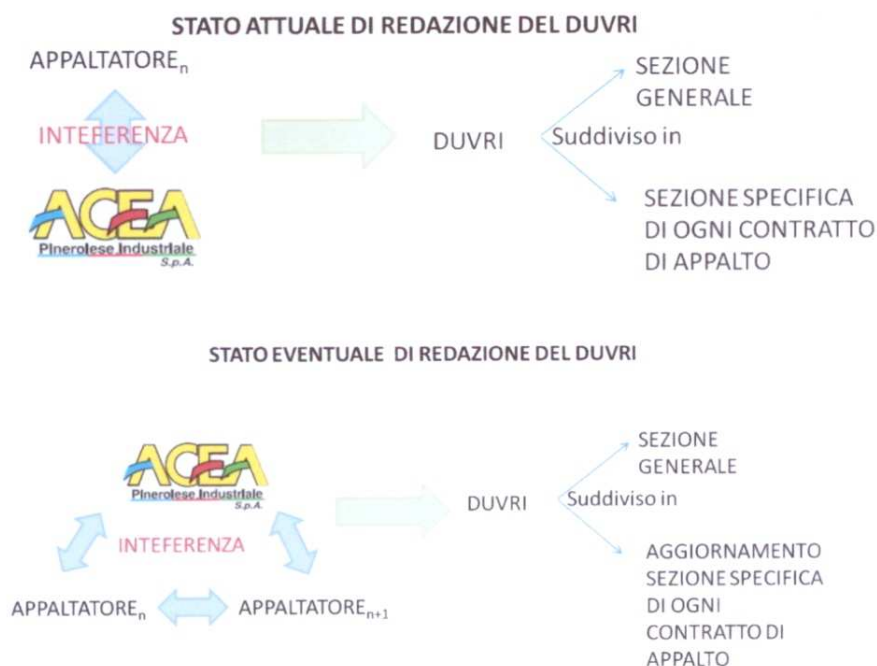 STATO ATTUALE DI REDAZIONE DEL DUVRI
APPALTATOREn
INTEFERENZA
ACEA
Pinerolese Industriale
S.p.A.
DUVRI
Suddiviso in
SEZIONE
GENERALE
SEZIONE SPECIFICA
DI OGNI CONTRATTO
DI APPALTO
STATO EVENTUALE DI REDAZIONE DEL DUVRI
ACEA
Pinerolese Industriale
S.p.A.
INTEFERENZA
APPALTATOREn
APPALTATOREn+1
DUVRI
Suddiviso in
SEZIONE
GENERALE
AGGIORNAMENTO
SEZIONE SPECIFICA
DI OGNI
CONTRATTO DI
APPALTO